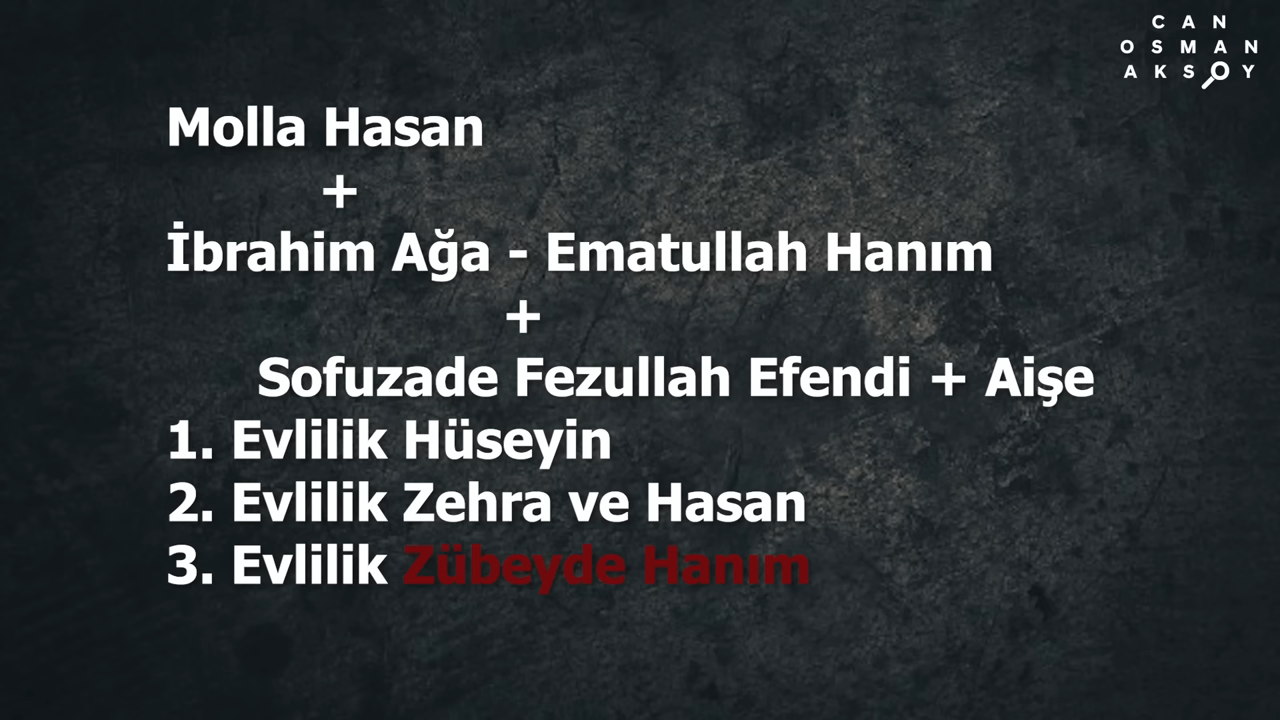 CAN
OSMAN
AKSOY
Molla Hasan
+
İbrahim Ağa - Ematullah Hanım
+
Sofuzade Fezullah Efendi + Aişe
1. Evlilik Hüseyin
2. Evlilik Zehra ve Hasan
3. Evlilik Zübeyde Hanım